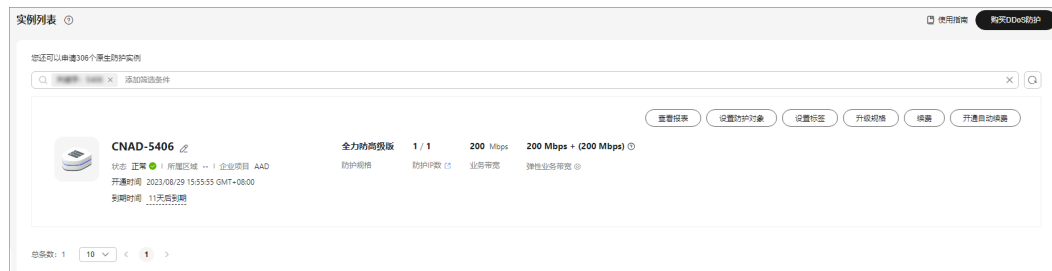 实例列表
使用指南
购买DDoS防护
您还可以申请306个原生防护实例
添加筛选条件
查看报表 设置防护对象 设置标签 升级规格 续费 开通自动续费
CNAD-5406 全力防高级版 1 / 1 200 Mbps 200 Mbps + (200 Mbps)
状态 正常 所属区域 -- 企业项目 AAD 防护规格 防护IP数 业务带宽 弹性业务带宽
开通时间 2023/08/29 15:55:55 GMT+08:00
到期时间 11天后到期
总条数: 1 10 < 1 >